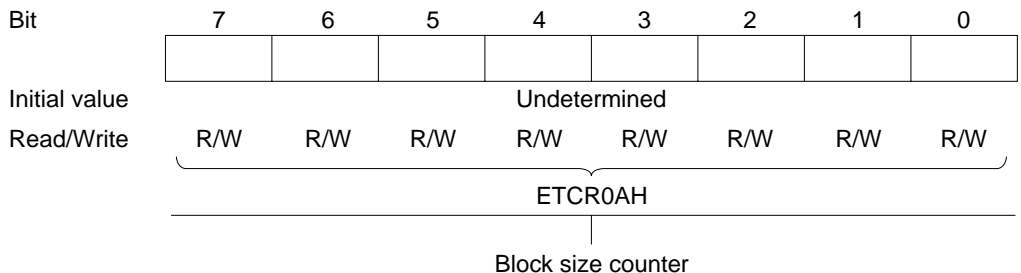 Bit 7 6 5 4 3 2 1 0
Initial value Undetermined
Read/Write R/W R/W R/W R/W R/W R/W R/W R/W
ETCR0AH
Block size counter